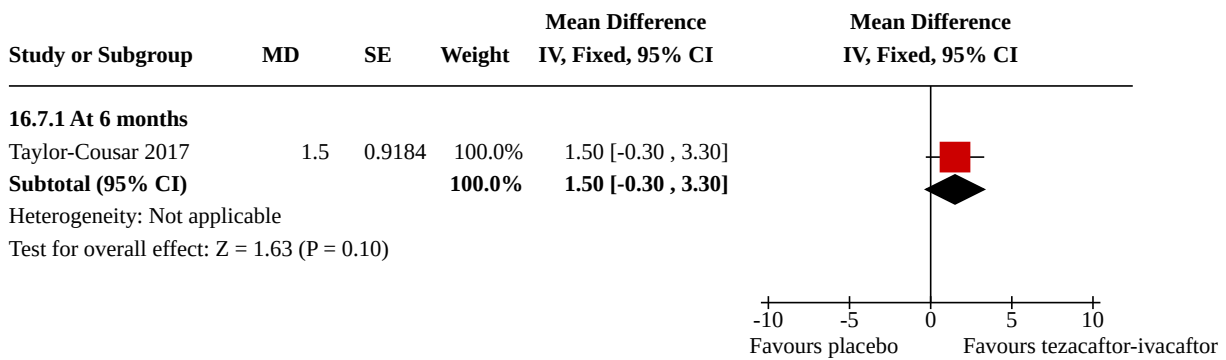 Mean Difference Mean Difference
Study or Subgroup MD SE Weight IV, Fixed, 95% CI IV, Fixed, 95% CI
16.7.1 At 6 months
Taylor-Cousar 2017 1.5 0.9184 100.0% 1.50 [-0.30 , 3.30]
Subtotal (95% CI) 100.0% 1.50 [-0.30 , 3.30]
Heterogeneity: Not applicable
Test for overall effect: Z = 1.63 (P = 0.10)
-10 -5 0 5 10
Favours placebo Favours tezacaftor-ivacaftor